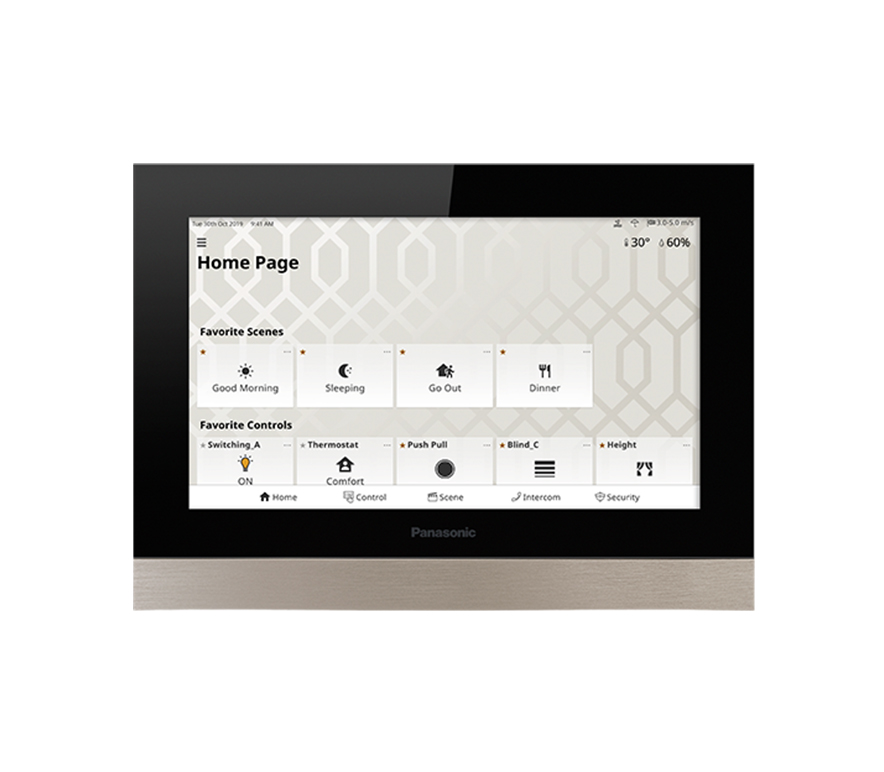 Tue 30th Oct 2019 9:41 AM 3.0-5.0 m/s
30° 60%
Home Page
Favorite Scenes
Good Morning Sleeping Go Out Dinner
Favorite Controls
Switching_A Thermostat Push Pull Blind_C Height
ON Comfort
Home Control Scene Intercom Security
Panasonic